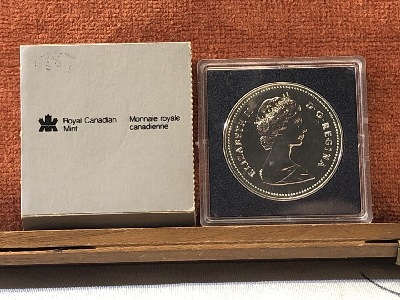 Royal Canadian
Mint
Monnaie royale
canadienne
ELIZABETH II D·G·REGINA